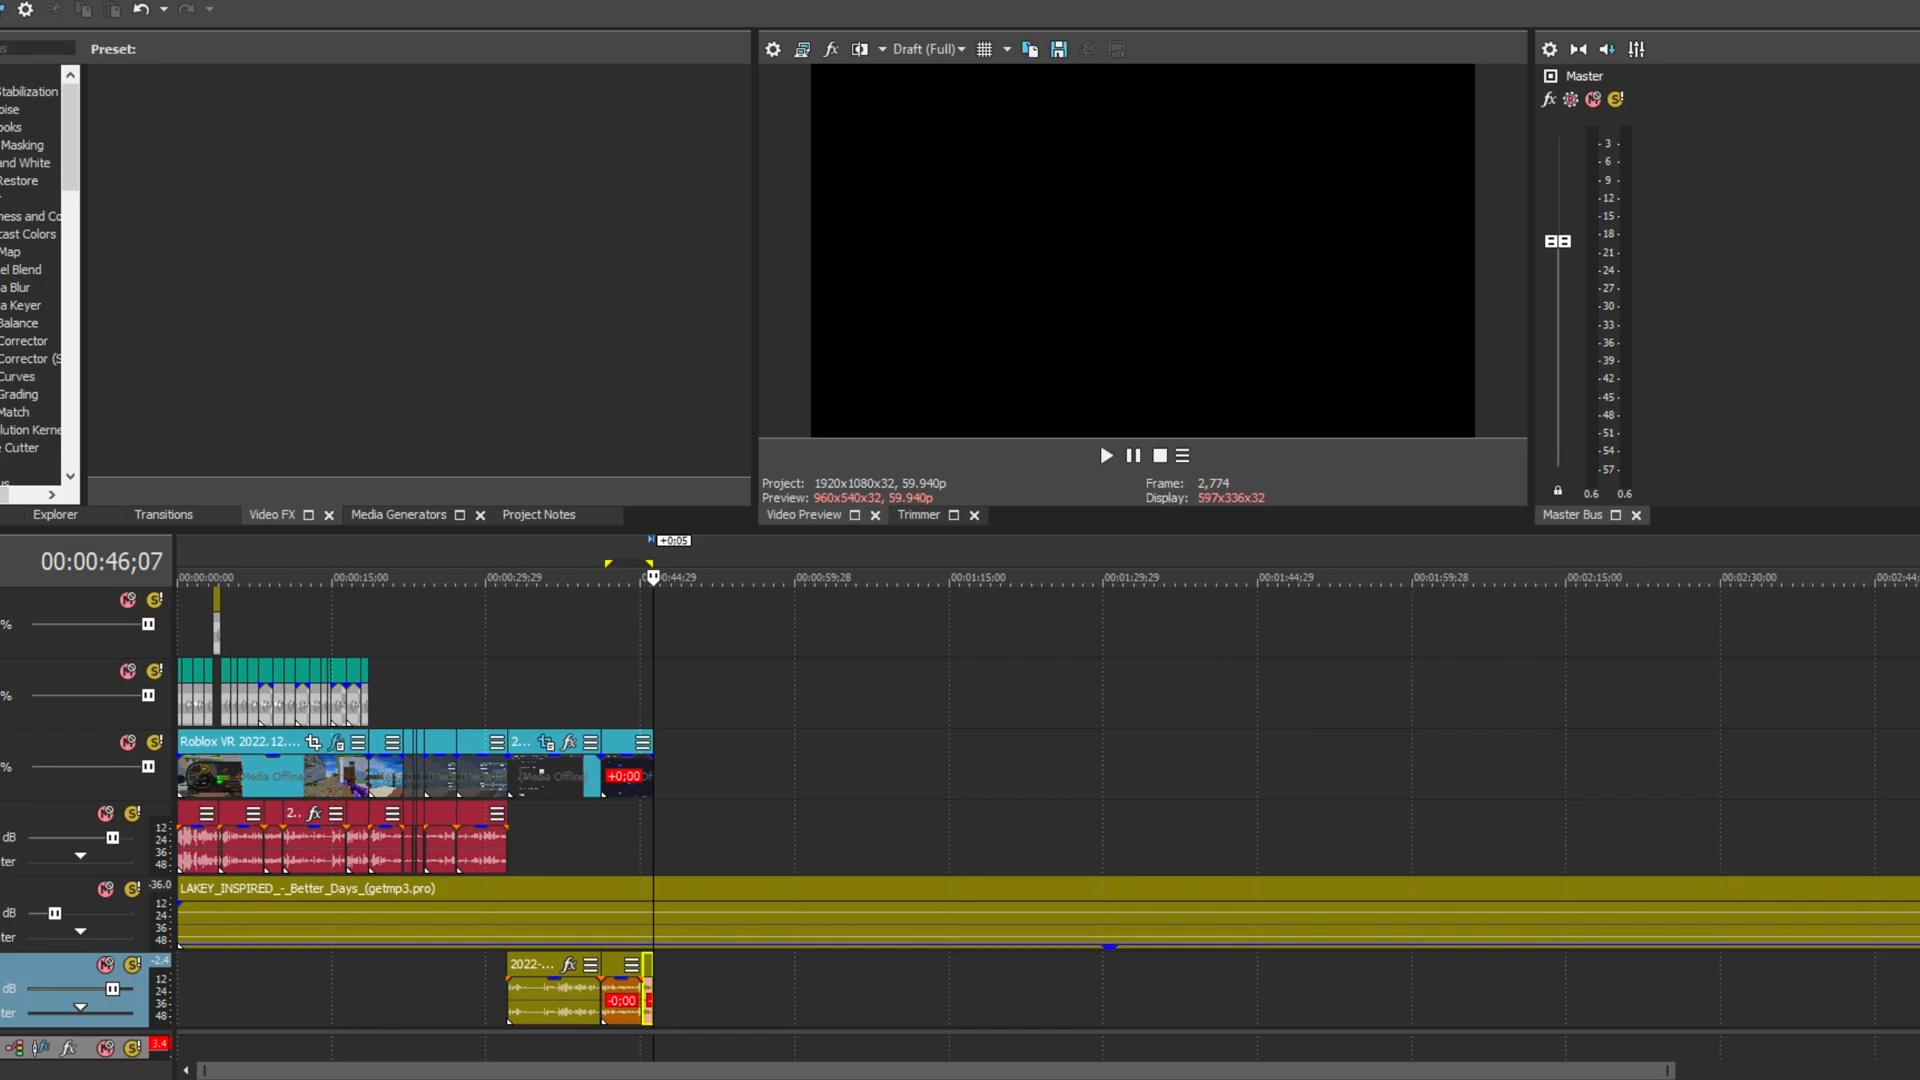 Preset:
Draft (Full)
Master
tabilization
oise
ooks
Masking
and White
Restore
ness and Co
cast Colors
Map
el Blend
a Blur
a Keyer
Balance
Corrector
Corrector (S
Curves
Grading
Match
lution Kerne
e Cutter
- 3 -
- 6 -
- 9 -
- 12 -
- 15 -
- 18 -
- 21 -
- 24 -
- 27 -
- 30 -
- 33 -
- 36 -
- 39 -
- 42 -
- 45 -
- 48 -
- 51 -
- 54 -
- 57 -
0.6 0.6
Project: 1920x1080x32, 59.940p
Frame: 2,774
Preview: 960x540x32, 59.940p
Display: 597x336x32
Explorer Transitions Video FX Media Generators Project Notes
Video Preview Trimmer
Master Bus
+0:05
00:00:46;07
00:00:00;00 00:00:15;00 00:00:29;29 0:44;29 00:00:59;28 00:01:15;00 00:01:29;29 00:01:44;29 00:01:59;28 00:02:15;00 00:02:30;00 00:02:44;
%
%
Roblox VR 2022.12.... 2...
% (Media Offline) (Media Offline) +0;00
2..
dB 12- 24- 36- 48-
ter
-36.0 LAKEY_INSPIRED_-_Better_Days_(getmp3.pro)
dB 12- 24- 36- 48-
ter
-2.4 2022-...
dB 12- 24- 36- 48- -0;00
ter
3.4